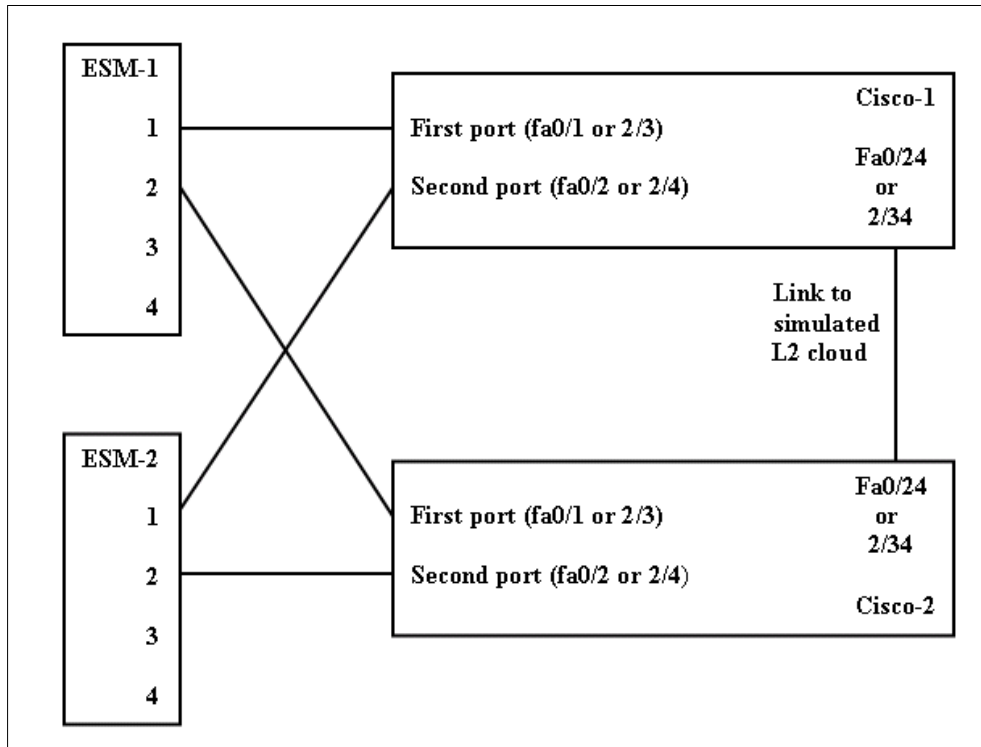 ESM-1
1
2
3
4
Cisco-1
First port (fa0/1 or 2/3)
Second port (fa0/2 or 2/4)
Fa0/24
or
2/34
Link to
simulated
L2 cloud
ESM-2
1
2
3
4
Fa0/24
or
2/34
First port (fa0/1 or 2/3)
Second port (fa0/2 or 2/4)
Cisco-2